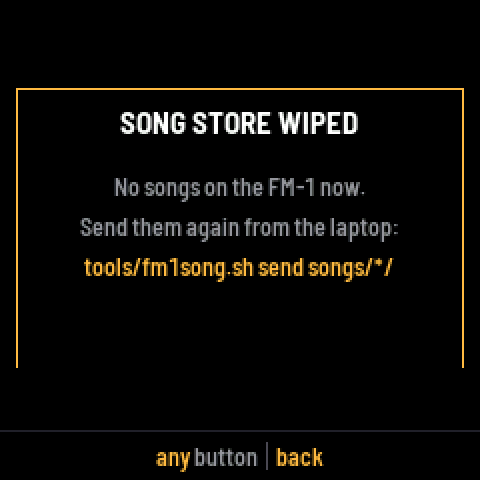 SONG STORE WIPED
No songs on the FM-1 now.
Send them again from the laptop:
tools/fm1song.sh send songs/*/
any button | back